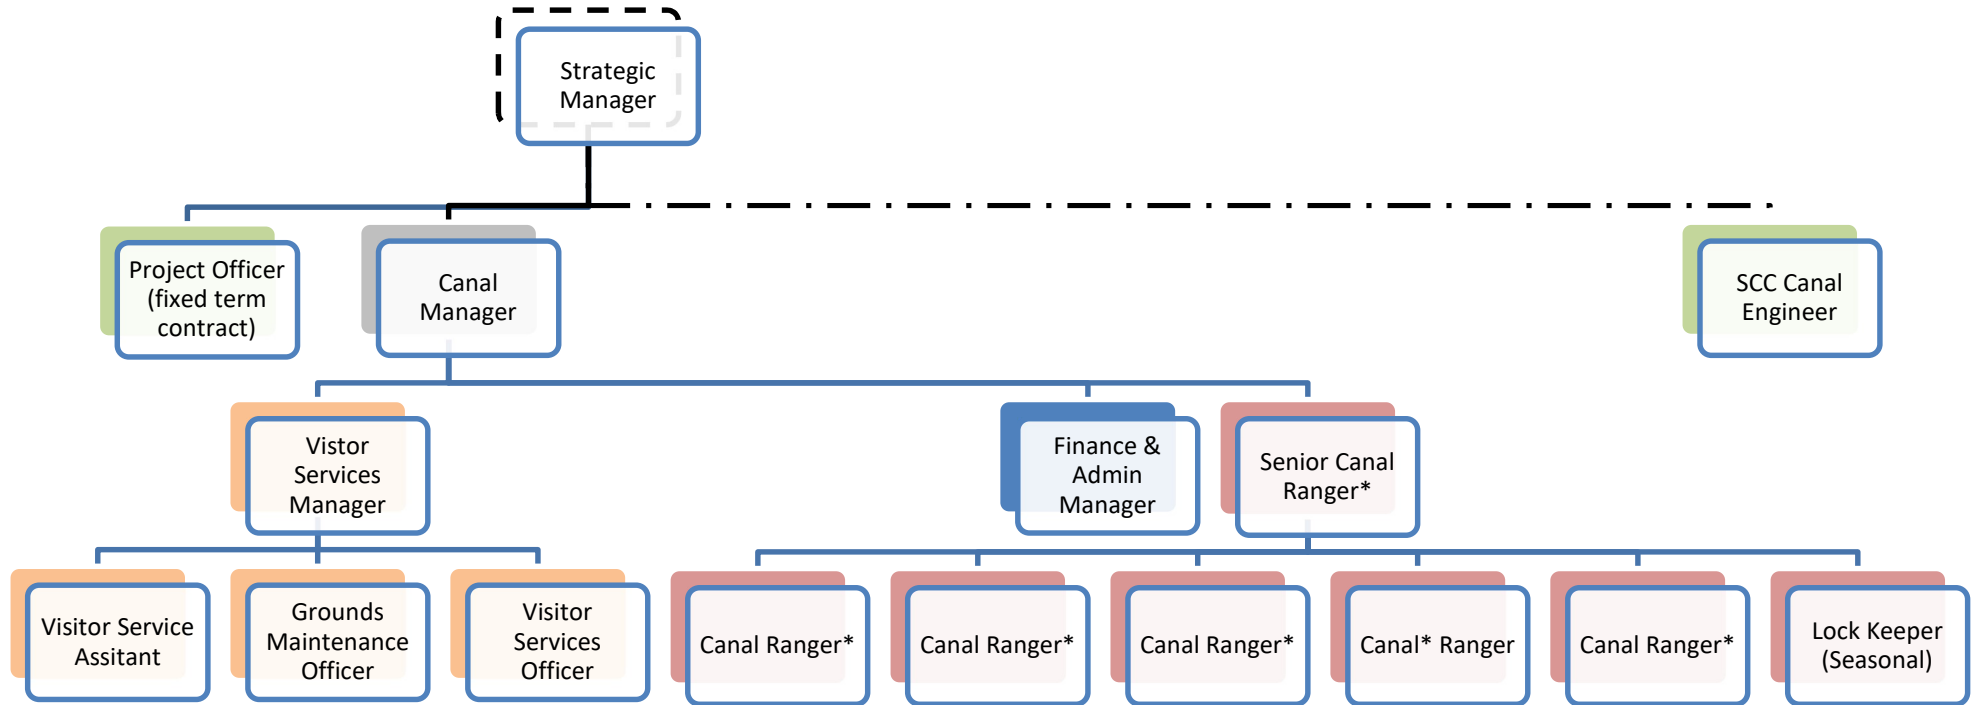 Strategic
Manager
Project Officer
(fixed term
contract)
Canal
Manager
SCC Canal
Engineer
Vistor
Services
Manager
Finance &
Admin
Manager
Senior Canal
Ranger*
Visitor Service
Assitant
Grounds
Maintenance
Officer
Visitor
Services
Officer
Canal Ranger*
Canal Ranger*
Canal Ranger*
Canal* Ranger
Canal Ranger*
Lock Keeper
(Seasonal)